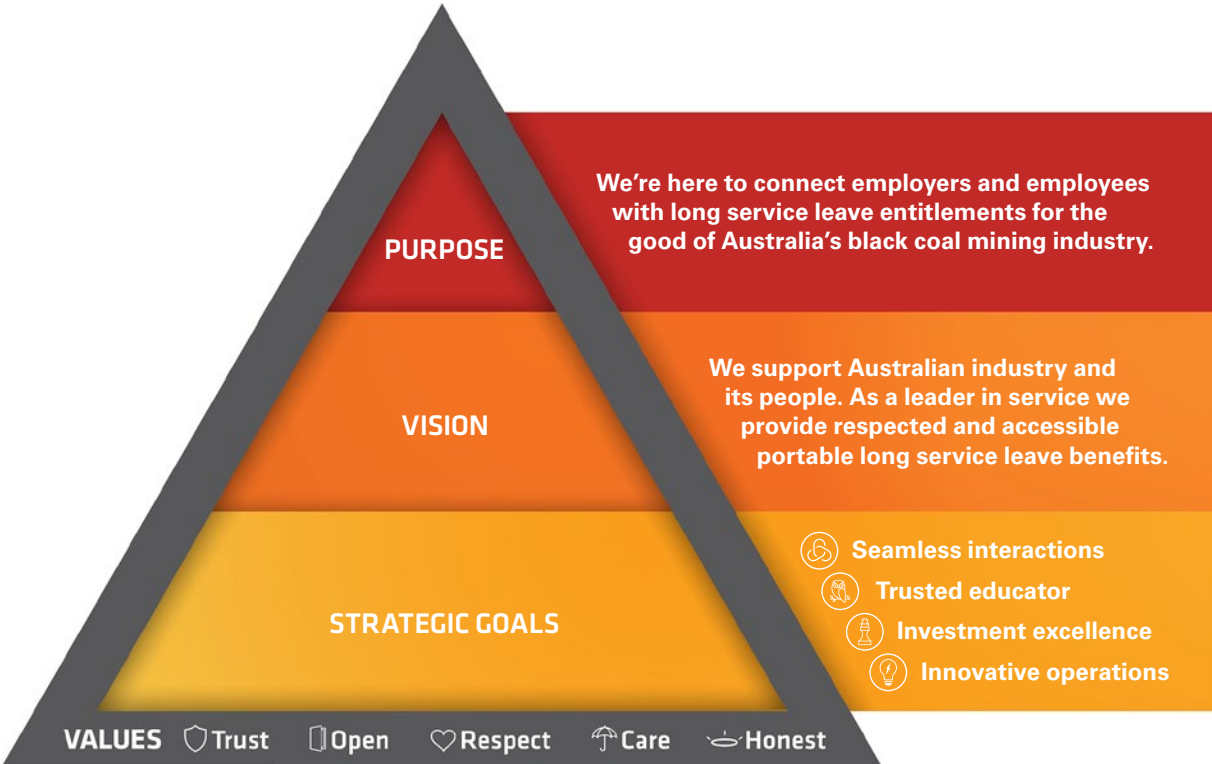 PURPOSE
We're here to connect employers and employees
with long service leave entitlements for the
good of Australia's black coal mining industry.
VISION
We support Australian industry and
its people. As a leader in service we
provide respected and accessible
portable long service leave benefits.
STRATEGIC GOALS
Seamless interactions
Trusted educator
Investment excellence
Innovative operations
VALUES Trust Open Respect Care Honest